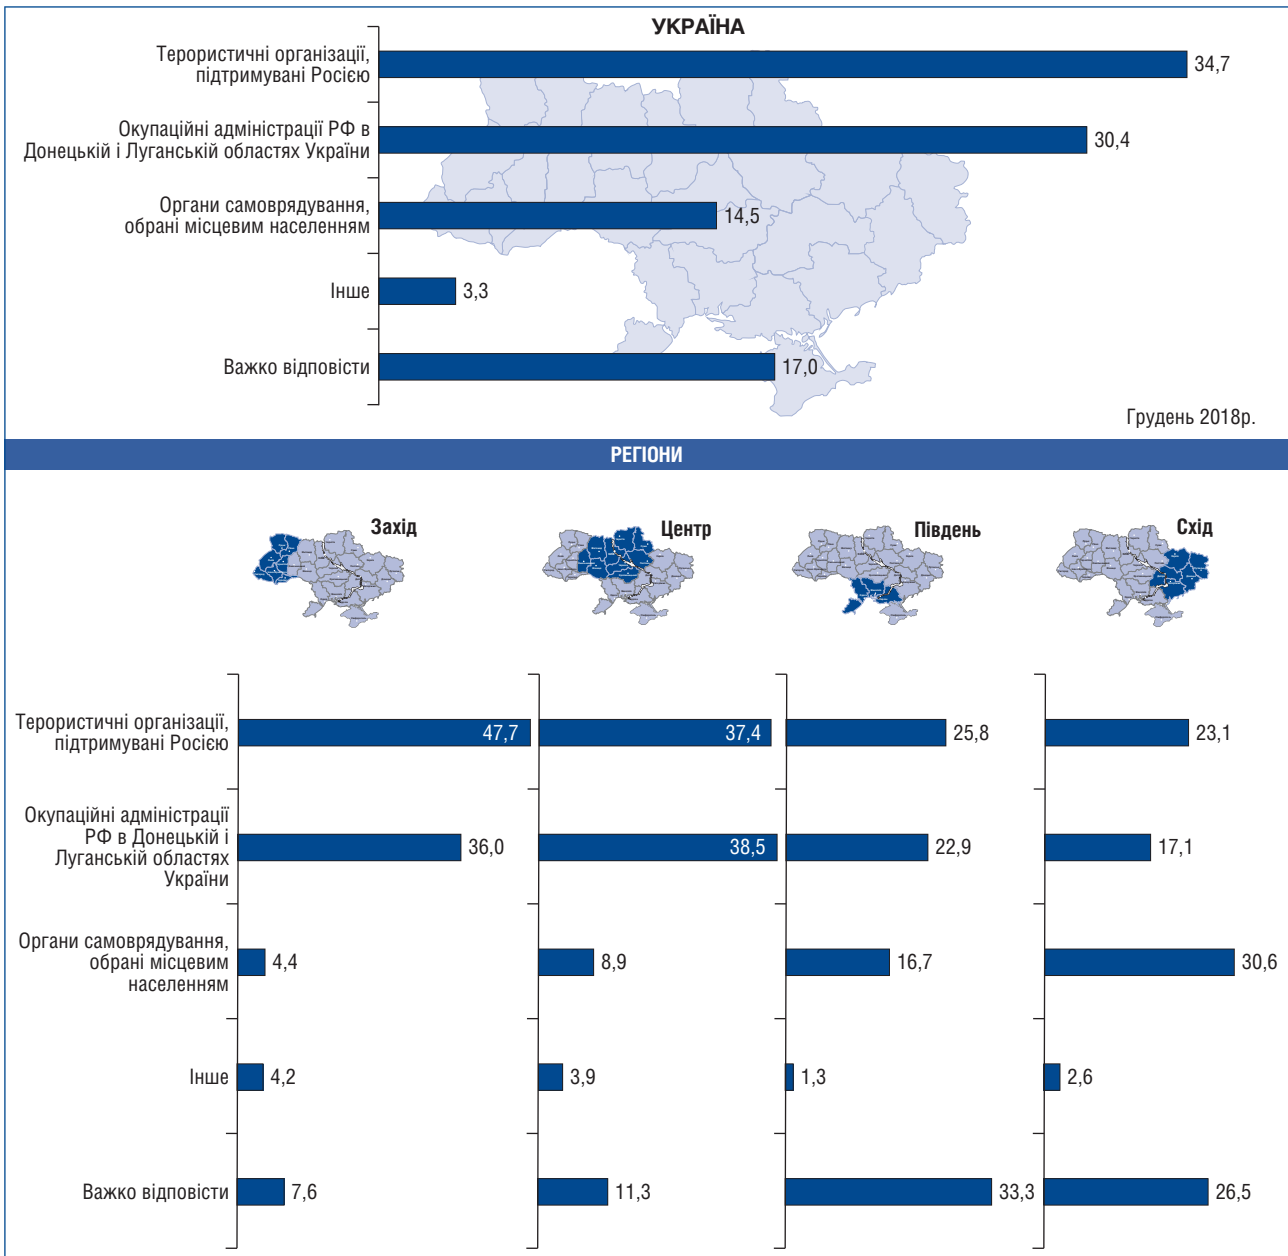 УКРАЇНА
Терористичні організації,
підтримувані Росією
34,7
Окупаційні адміністрації РФ в
Донецькій і Луганській областях України
30,4
Органи самоврядування,
обрані місцевим населенням
14,5
Інше
3,3
Важко відповісти
17,0
Грудень 2018р.
РЕГІОНИ
Захід
Центр
Південь
Схід
Терористичні організації,
підтримувані Росією
47,7
37,4
25,8
23,1
Окупаційні адміністрації
РФ в Донецькій і
Луганській областях
України
36,0
38,5
22,9
17,1
Органи самоврядування,
обрані місцевим
населенням
4,4
8,9
16,7
30,6
Інше
4,2
3,9
1,3
2,6
Важко відповісти
7,6
11,3
33,3
26,5